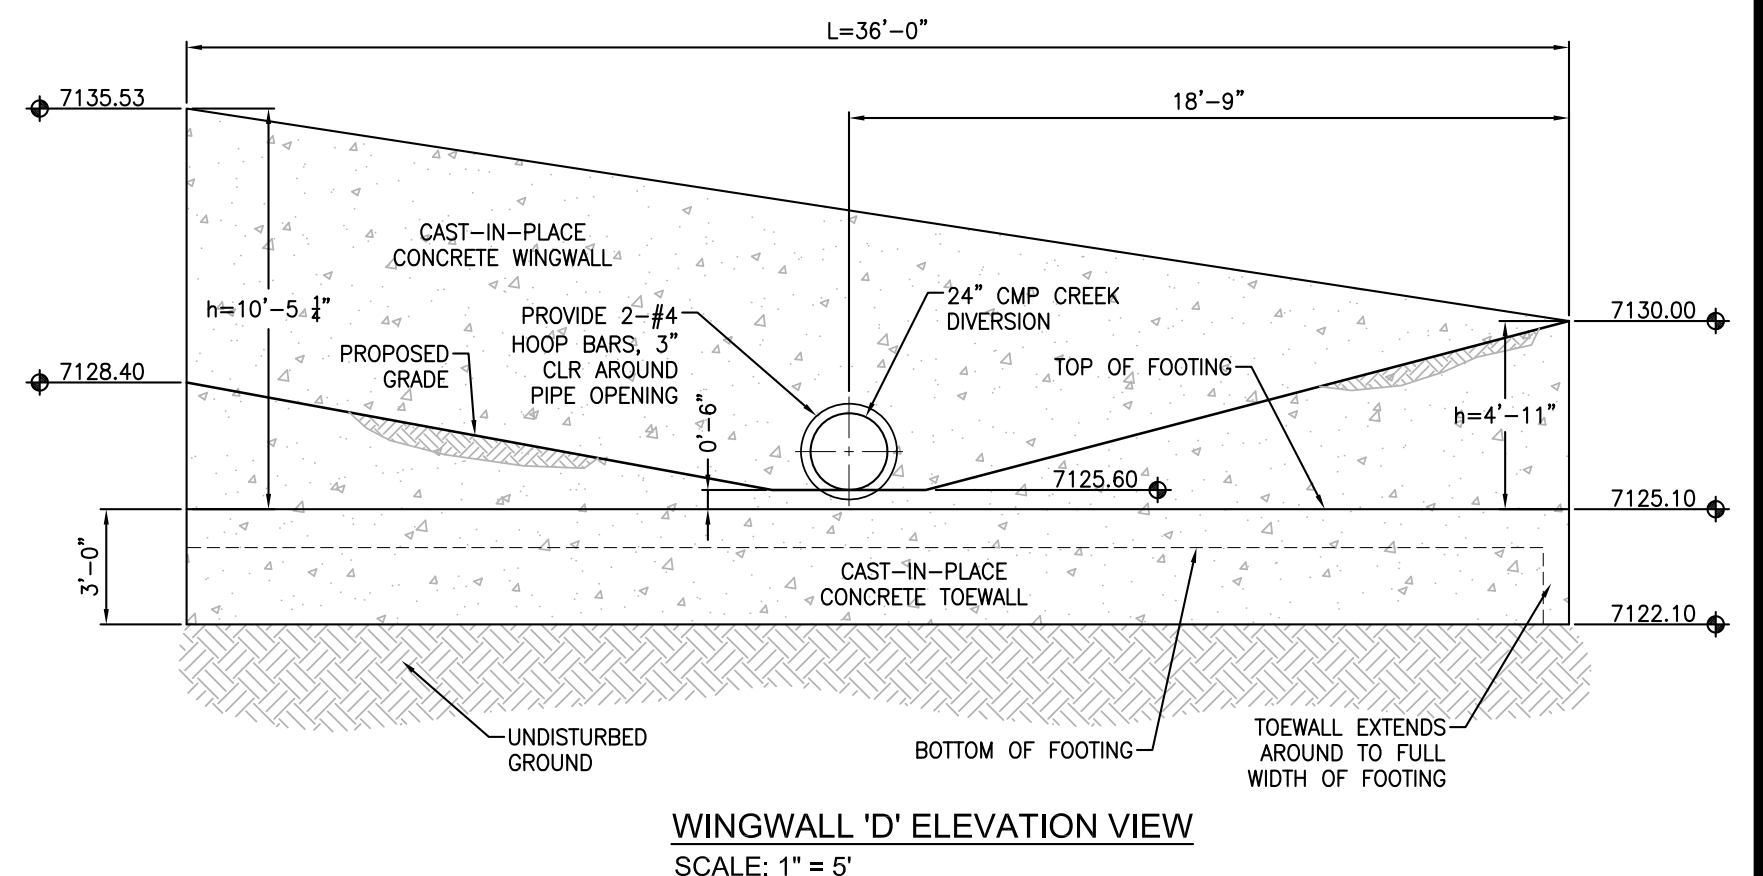 L=36'-0"
7135.53
18'-9"
CAST-IN-PLACE
CONCRETE WINGWALL
h=10'-5 1/4"
PROVIDE 2-#4
HOOP BARS, 3"
CLR AROUND
PIPE OPENING
24" CMP CREEK
DIVERSION
7130.00
PROPOSED
GRADE
TOP OF FOOTING
7128.40
0'-6"
h=4'-11"
7125.60
7125.10
3'-0"
CAST-IN-PLACE
CONCRETE TOEWALL
7122.10
UNDISTURBED
GROUND
BOTTOM OF FOOTING
TOEWALL EXTENDS
AROUND TO FULL
WIDTH OF FOOTING
WINGWALL 'D' ELEVATION VIEW
SCALE: 1" = 5'